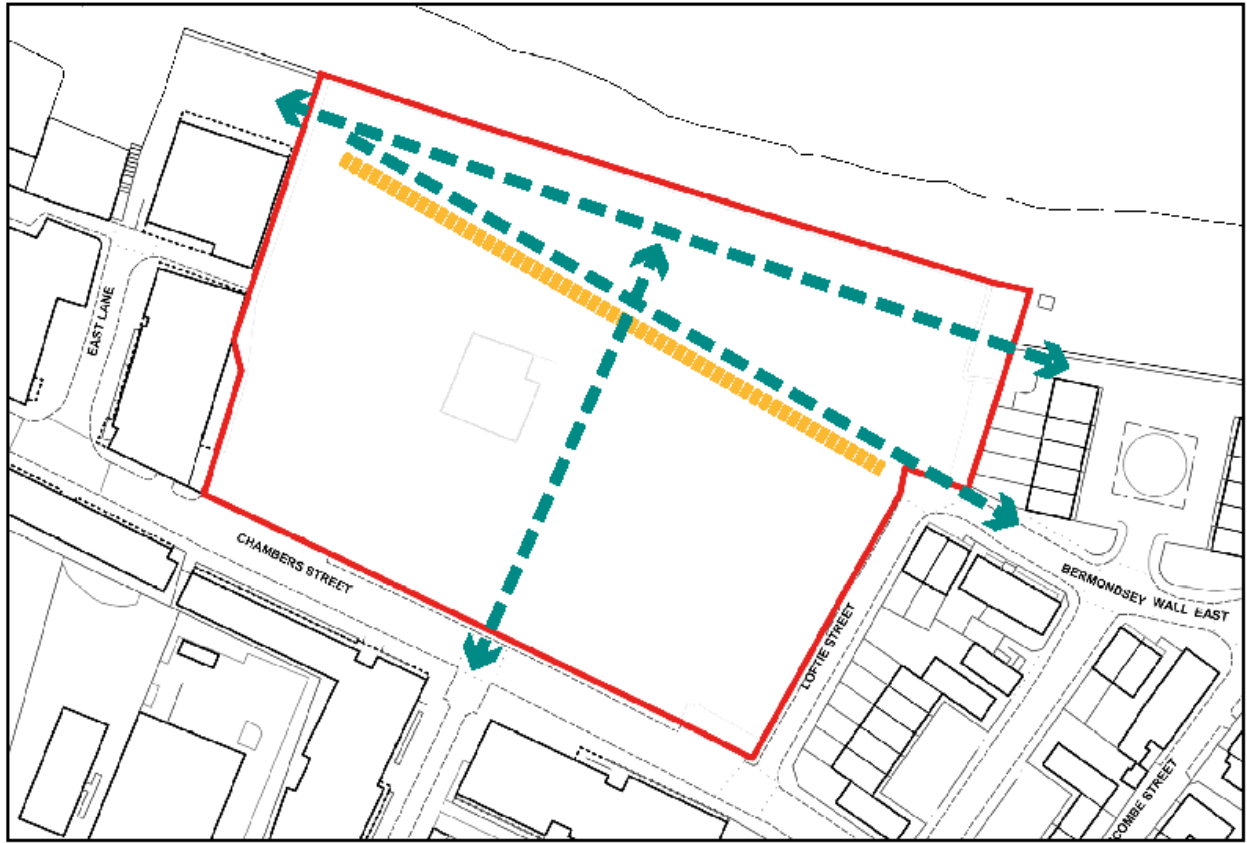 EAST LANE
CHAMBERS STREET
LOFTIE STREET
BERMONDSEY WALL EAST
COMBE STREET